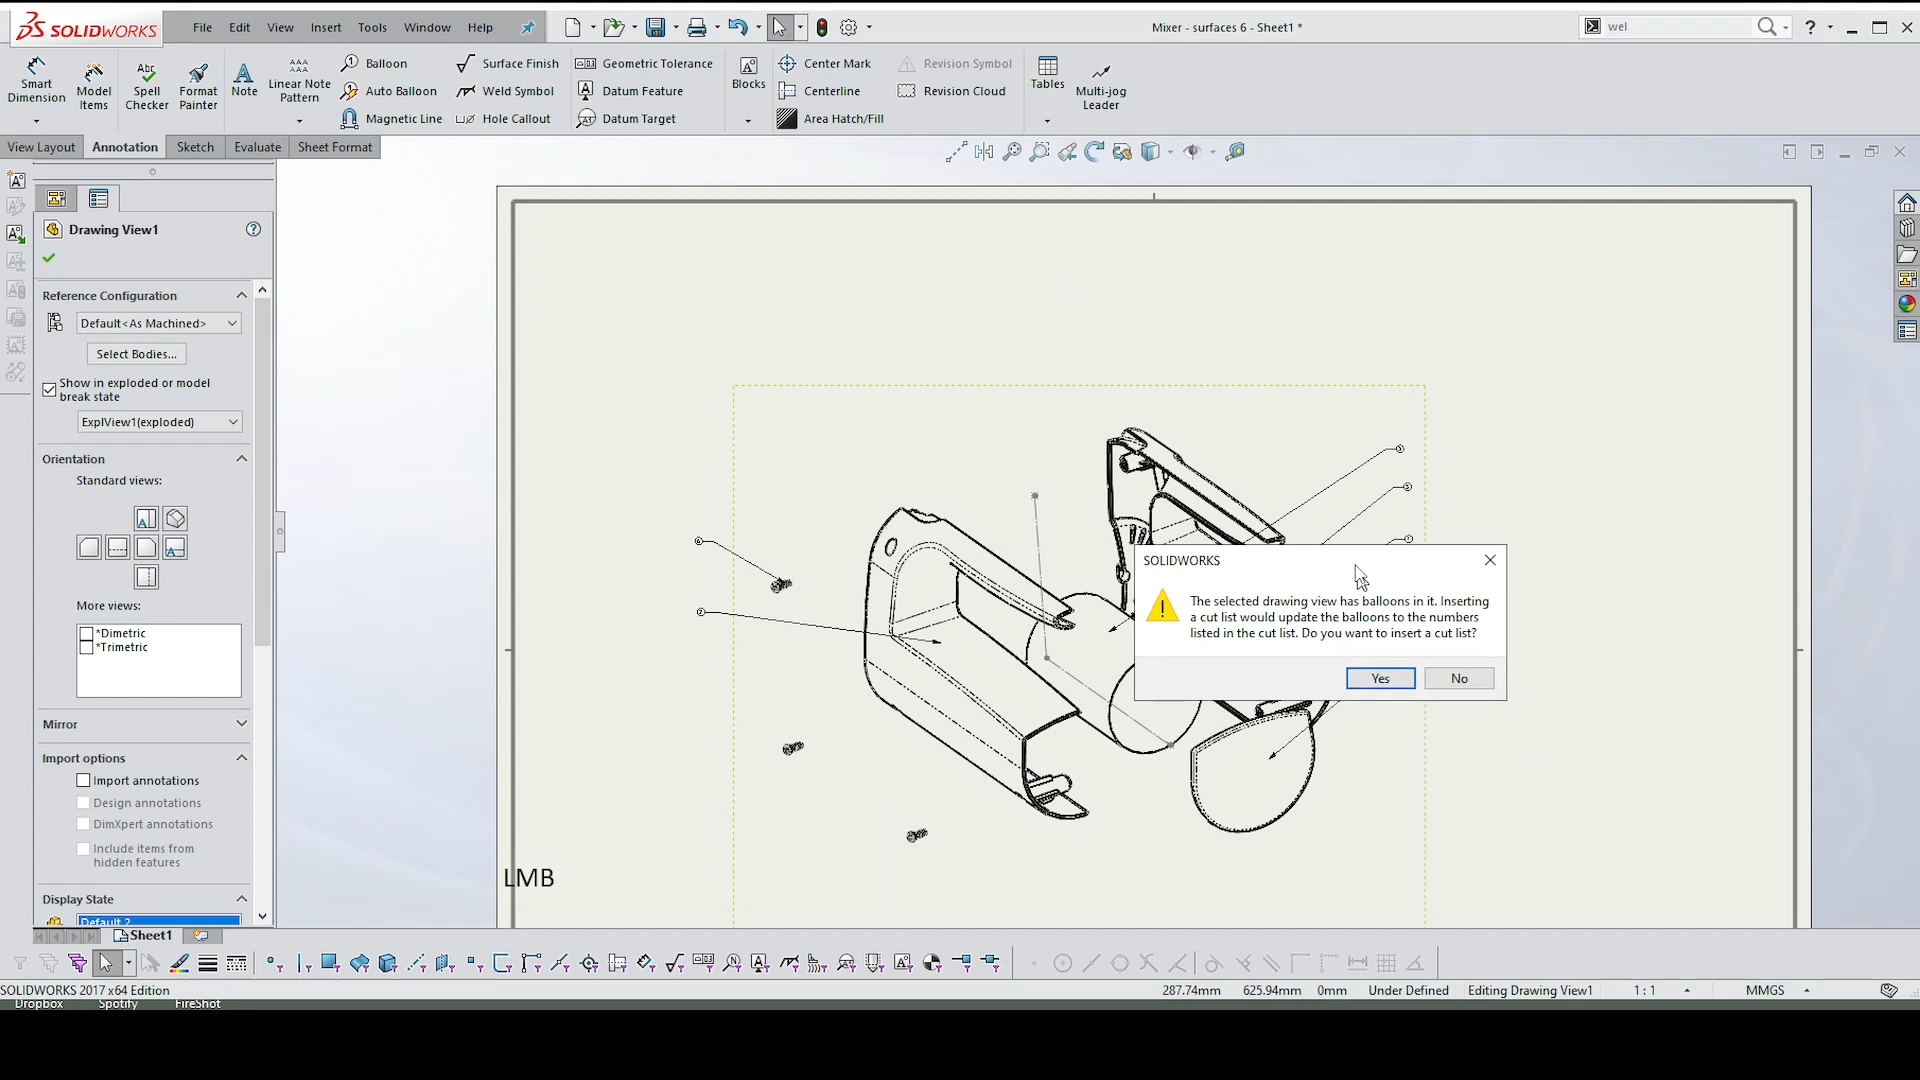 SOLIDWORKS File Edit View Insert Tools Window Help Mixer - surfaces 6 - Sheet1 * wel ?
Smart Dimension
Model Items
Spell Checker
Format Painter
Note
Linear Note Pattern
Balloon
Auto Balloon
Magnetic Line
Surface Finish
Weld Symbol
Hole Callout
Geometric Tolerance
Datum Feature
Datum Target
Blocks
Center Mark
Centerline
Area Hatch/Fill
Revision Symbol
Revision Cloud
Tables
Multi-jog Leader
View Layout Annotation Sketch Evaluate Sheet Format
Drawing View1
Reference Configuration
Default<As Machined>
Select Bodies...
Show in exploded or model
break state
ExplView1(exploded)
Orientation
Standard views:
More views:
*Dimetric
*Trimetric
Mirror
Import options
Import annotations
Design annotations
DimXpert annotations
Include items from
hidden features
Display State
Default 2
Sheet1
LMB
SOLIDWORKS
The selected drawing view has balloons in it. Inserting
a cut list would update the balloons to the numbers
listed in the cut list. Do you want to insert a cut list?
Yes No
SOLIDWORKS 2017 x64 Edition 287.74mm 625.94mm 0mm Under Defined Editing Drawing View1 1 : 1 MMGS
Dropbox Spotify FireShot